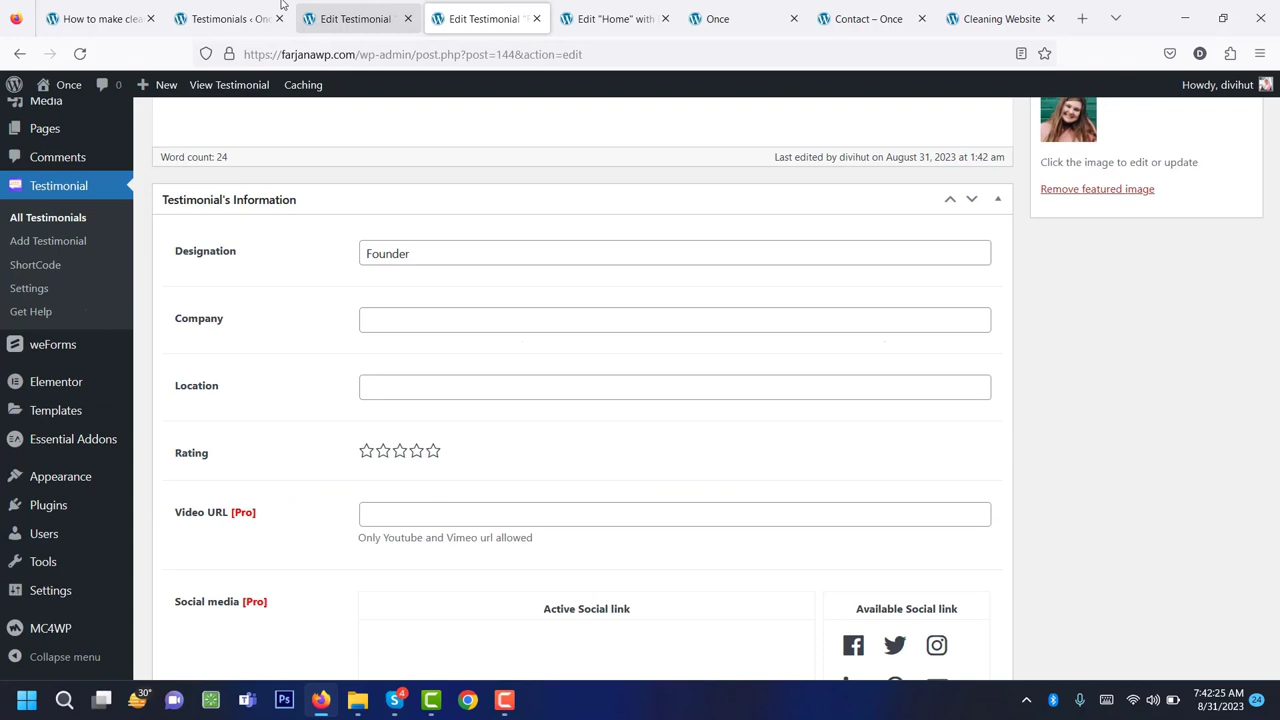 How to make clea
Testimonials ‹ Onc
Edit Testimonial "
Edit Testimonial "
Edit "Home" with
Once
Contact – Once
Cleaning Website
https://farjanawp.com/wp-admin/post.php?post=144&action=edit
Once
0
New
View Testimonial
Caching
Howdy, divihut
Media
Pages
Comments
Testimonial
All Testimonials
Add Testimonial
ShortCode
Settings
Get Help
weForms
Elementor
Templates
Essential Addons
Appearance
Plugins
Users
Tools
Settings
MC4WP
Collapse menu
Word count: 24
Last edited by divihut on August 31, 2023 at 1:42 am
Testimonial's Information
Designation
Founder
Company
Location
Rating
Video URL [Pro]
Only Youtube and Vimeo url allowed
Social media [Pro]
Active Social link
Available Social link
Click the image to edit or update
Remove featured image
30°
Ps
4
7:42:25 AM
8/31/2023
24